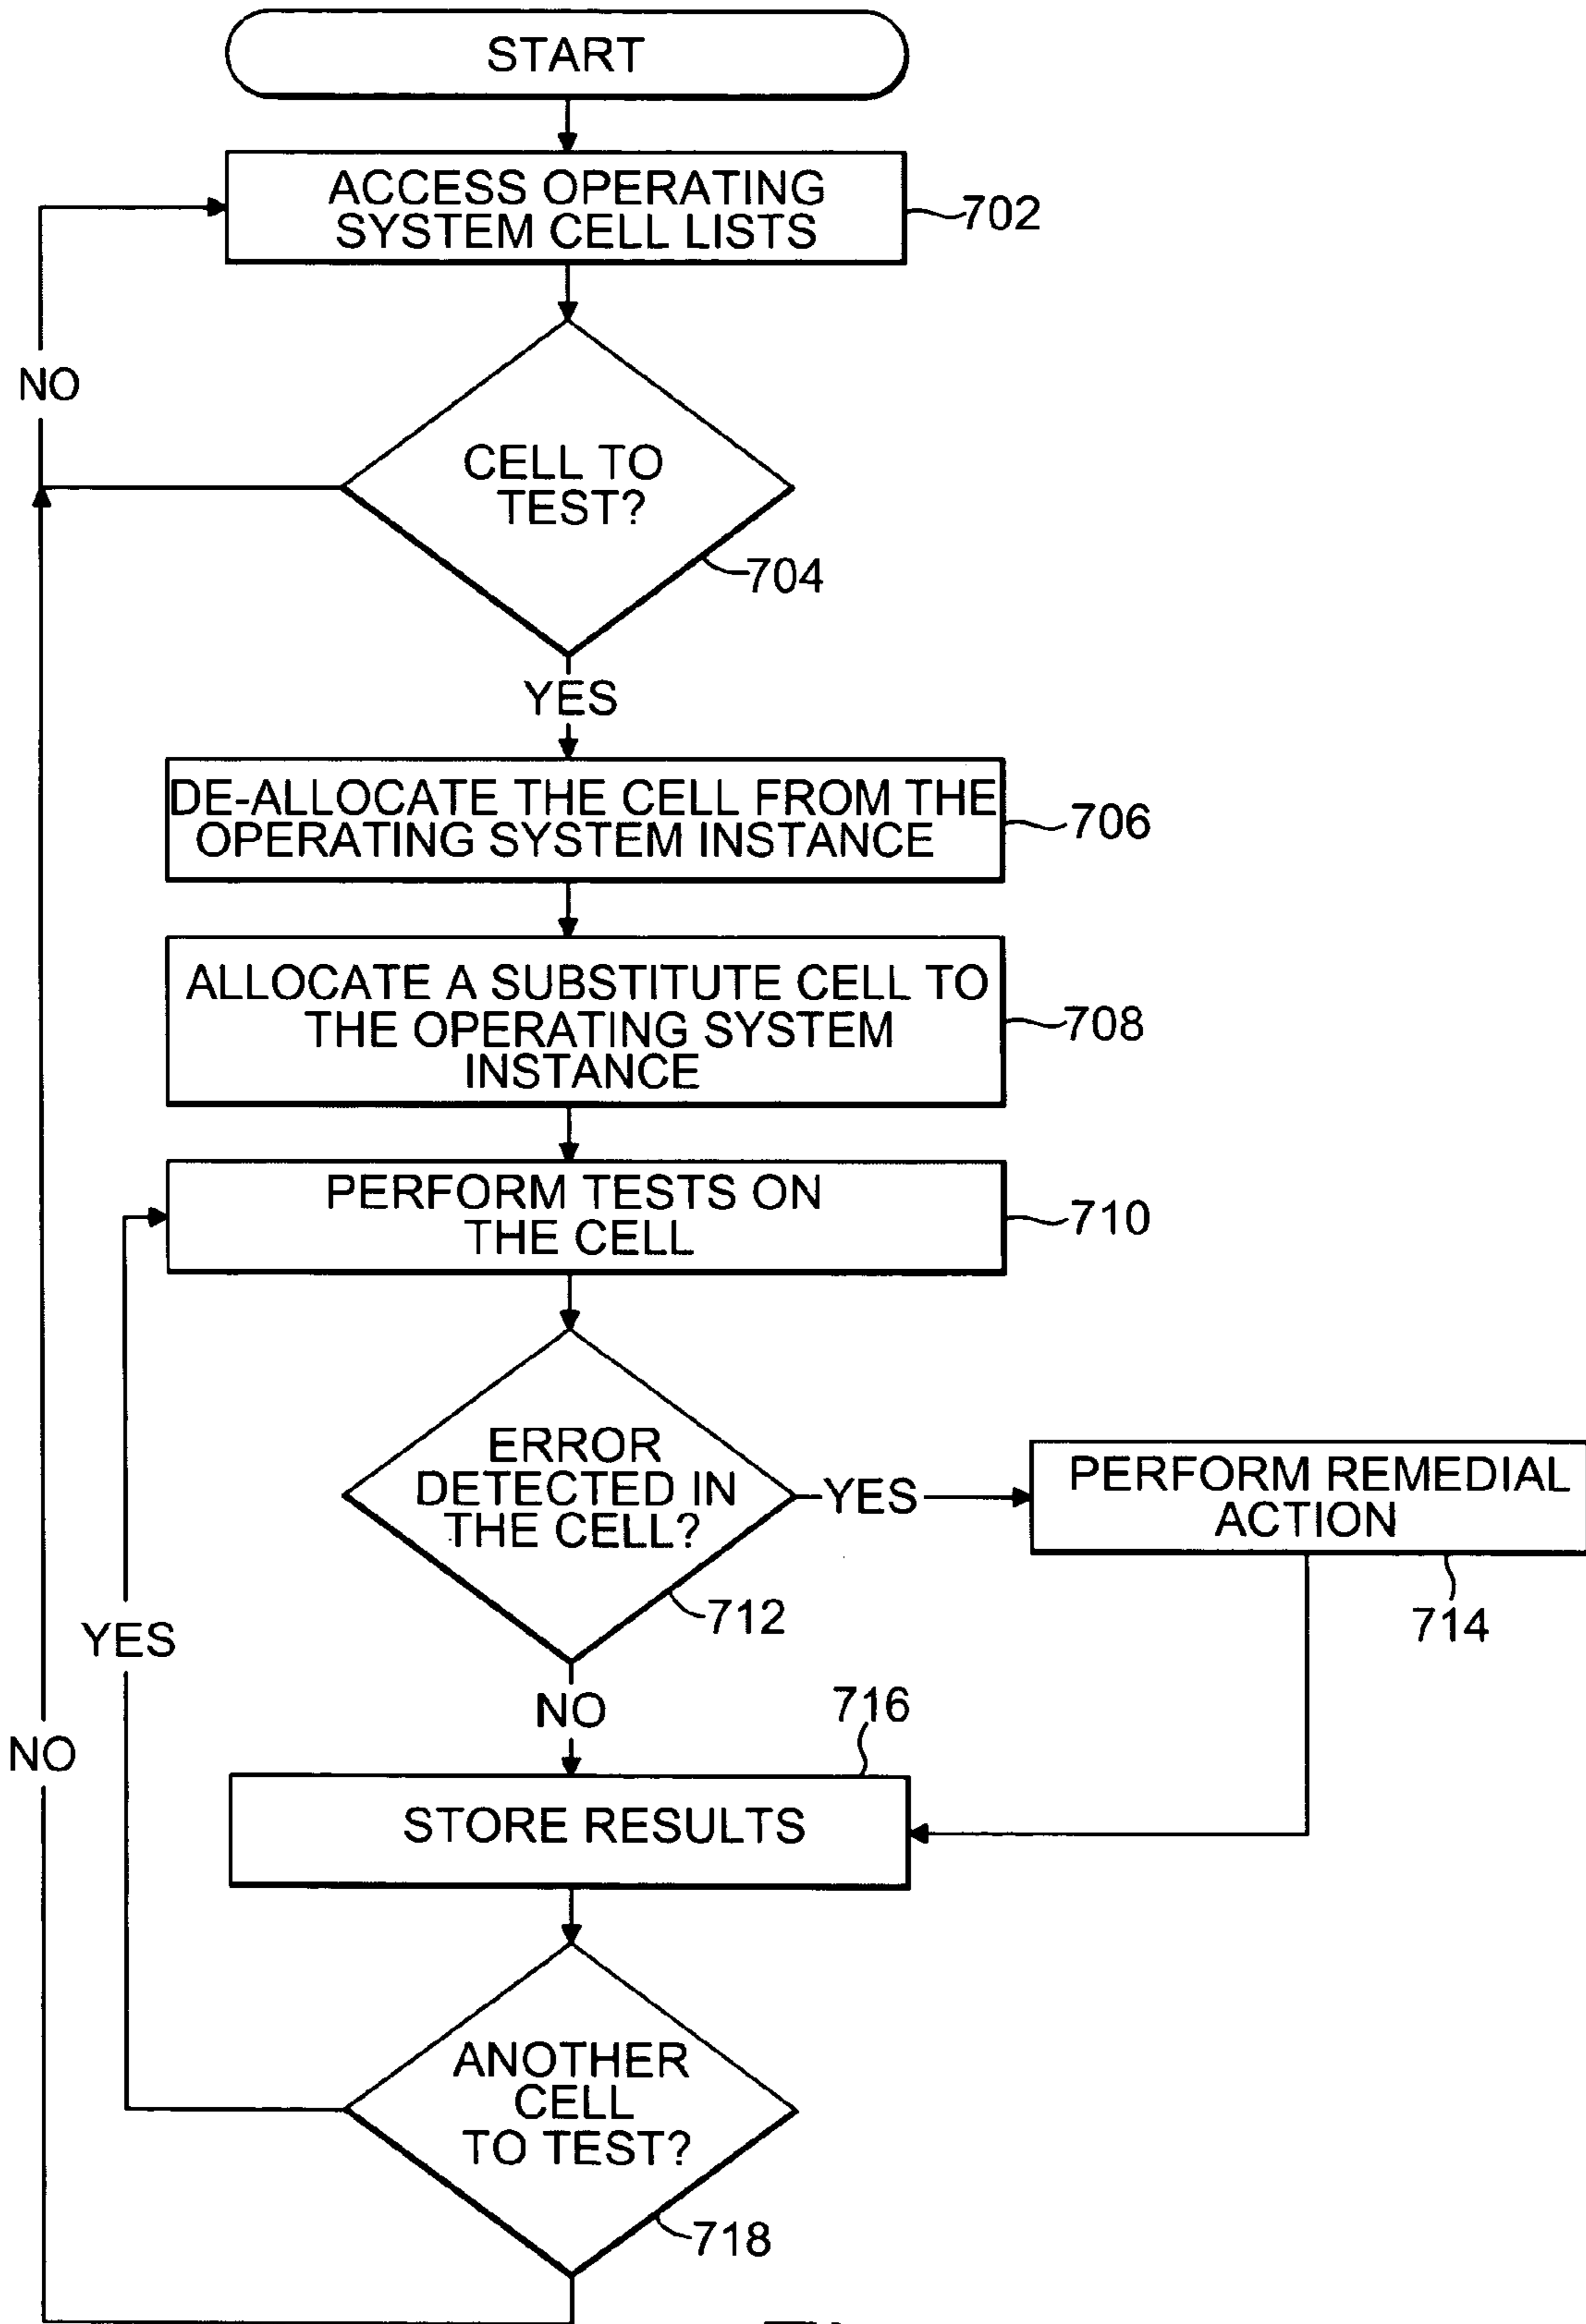 START
ACCESS OPERATING
SYSTEM CELL LISTS
702
NO
CELL TO
TEST?
704
YES
DE-ALLOCATE THE CELL FROM THE
OPERATING SYSTEM INSTANCE
706
ALLOCATE A SUBSTITUTE CELL TO
THE OPERATING SYSTEM
INSTANCE
708
PERFORM TESTS ON
THE CELL
710
ERROR
DETECTED IN
THE CELL?
712
YES
PERFORM REMEDIAL
ACTION
714
YES
NO
NO
716
STORE RESULTS
ANOTHER
CELL
TO TEST?
718